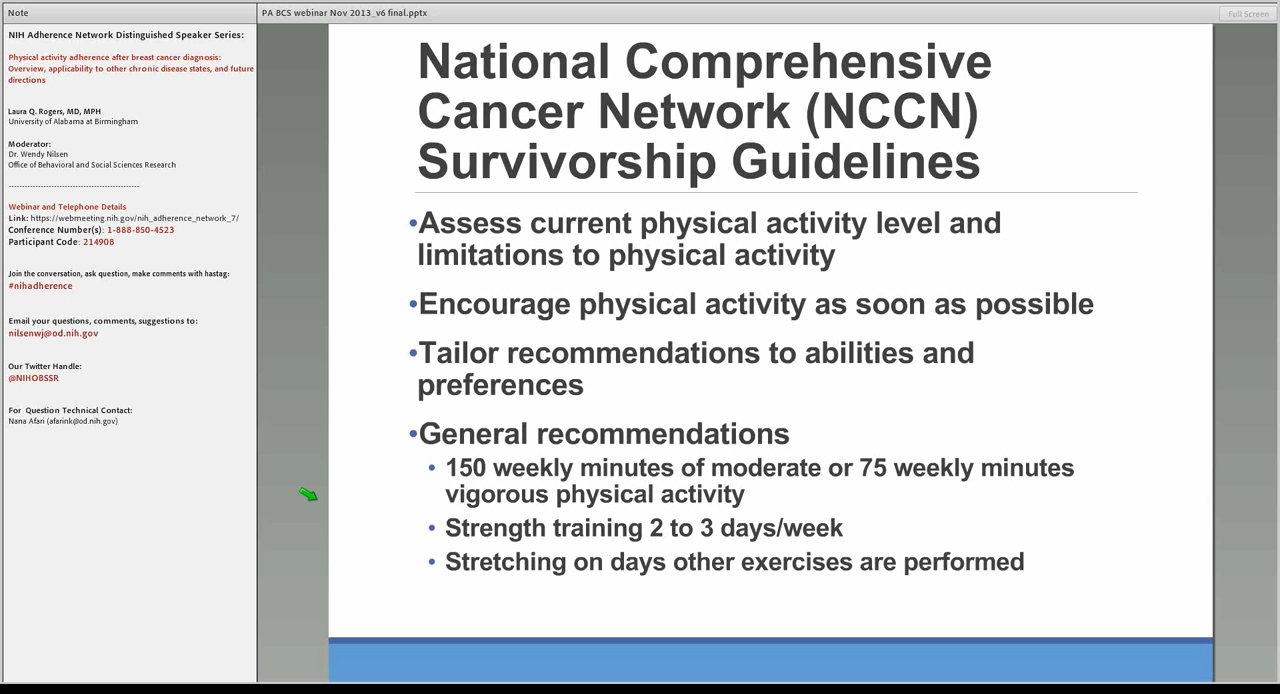 Note
NIH Adherence Network Distinguished Speaker Series:
Physical activity adherence after breast cancer diagnosis:
Overview, applicability to other chronic disease states, and future
directions
Laura Q. Rogers, MD, MPH
University of Alabama at Birmingham
Moderator:
Dr. Wendy Nilsen
Office of Behavioral and Social Sciences Research
----------------------------------------------------
Webinar and Telephone Details
Link: https://webmeeting.nih.gov/nih_adherence_network_7/
Conference Number(s): 1-888-850-4523
Participant Code: 214908
Join the conversation, ask question, make comments with hastag:
#nihadherence
Email your questions, comments, suggestions to:
nilsenwj@od.nih.gov
Our Twitter Handle:
@NIHOBSSR
For Question Technical Contact:
Nana Afari (afarink@od.nih.gov)
PA BCS webinar Nov 2013_v6 final.pptx
Full Screen
National Comprehensive
Cancer Network (NCCN)
Survivorship Guidelines
•Assess current physical activity level and
limitations to physical activity
•Encourage physical activity as soon as possible
•Tailor recommendations to abilities and
preferences
•General recommendations
• 150 weekly minutes of moderate or 75 weekly minutes
vigorous physical activity
• Strength training 2 to 3 days/week
• Stretching on days other exercises are performed